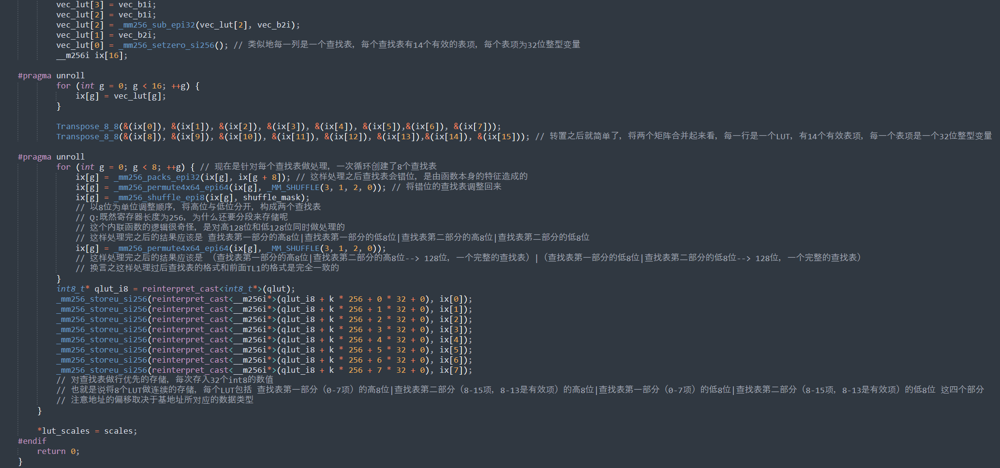 vec_lut[3] = vec_b1i;
vec_lut[2] = vec_b1i;
vec_lut[2] = _mm256_sub_epi32(vec_lut[2], vec_b2i);
vec_lut[1] = vec_b2i;
vec_lut[0] = _mm256_setzero_si256(); // 类似地每一列是一个查找表，每个查找表有14个有效的表项，每个表项为32位整型变量
__m256i ix[16];
#pragma unroll
for (int g = 0; g < 16; ++g) {
ix[g] = vec_lut[g];
}
Transpose_8_8(&(ix[0]), &(ix[1]), &(ix[2]), &(ix[3]), &(ix[4]), &(ix[5]),&(ix[6]), &(ix[7]));
Transpose_8_8(&(ix[8]), &(ix[9]), &(ix[10]), &(ix[11]), &(ix[12]), &(ix[13]),&(ix[14]), &(ix[15])); // 转置之后就简单了，将两个矩阵合并起来看，每一行是一个LUT，有14个有效表项，每一个表项是一个32位整型变量
#pragma unroll
for (int g = 0; g < 8; ++g) { // 现在是针对每个查找表做处理，一次循环创建了8个查找表
ix[g] = _mm256_packs_epi32(ix[g], ix[g + 8]); // 这样处理之后查找表会错位，是由函数本身的特征造成的
ix[g] = _mm256_permute4x64_epi64(ix[g], _MM_SHUFFLE(3, 1, 2, 0)); // 将错位的查找表调整回来
ix[g] = _mm256_shuffle_epi8(ix[g], shuffle_mask);
// 以8位为单位调整顺序，将高位与低位分开，构成两个查找表
// Q:既然寄存器长度为256，为什么还要分段来存储呢
// 这个内联函数的逻辑很奇怪，是对高128位和低128位同时做处理的
// 这样处理完之后的结果应该是 查找表第一部分的高8位|查找表第一部分的低8位|查找表第二部分的高8位|查找表第二部分的低8位
ix[g] = _mm256_permute4x64_epi64(ix[g], _MM_SHUFFLE(3, 1, 2, 0));
// 这样处理完之后的结果应该是 （查找表第一部分的高8位|查找表第二部分的高8位--> 128位，一个完整的查找表）|（查找表第一部分的低8位|查找表第二部分的低8位--> 128位，一个完整的查找表）
// 换言之这样处理过后查找表的格式和前面TL1的格式是完全一致的
}
int8_t* qlut_i8 = reinterpret_cast<int8_t*>(qlut);
_mm256_storeu_si256(reinterpret_cast<__m256i*>(qlut_i8 + k * 256 + 0 * 32 + 0), ix[0]);
_mm256_storeu_si256(reinterpret_cast<__m256i*>(qlut_i8 + k * 256 + 1 * 32 + 0), ix[1]);
_mm256_storeu_si256(reinterpret_cast<__m256i*>(qlut_i8 + k * 256 + 2 * 32 + 0), ix[2]);
_mm256_storeu_si256(reinterpret_cast<__m256i*>(qlut_i8 + k * 256 + 3 * 32 + 0), ix[3]);
_mm256_storeu_si256(reinterpret_cast<__m256i*>(qlut_i8 + k * 256 + 4 * 32 + 0), ix[4]);
_mm256_storeu_si256(reinterpret_cast<__m256i*>(qlut_i8 + k * 256 + 5 * 32 + 0), ix[5]);
_mm256_storeu_si256(reinterpret_cast<__m256i*>(qlut_i8 + k * 256 + 6 * 32 + 0), ix[6]);
_mm256_storeu_si256(reinterpret_cast<__m256i*>(qlut_i8 + k * 256 + 7 * 32 + 0), ix[7]);
// 对查找表做行优先的存储，每次存入32个int8的数值
// 也就是说将8个LUT做连续的存储，每个LUT包括 查找表第一部分（0-7项）的高8位|查找表第二部分（8-15项，8-13是有效项）的高8位|查找表第一部分（0-7项）的低8位|查找表第二部分（8-15项，8-13是有效项）的低8位 这四个部分
// 注意地址的偏移取决于基地址所对应的数据类型
}
*lut_scales = scales;
#endif
return 0;
}